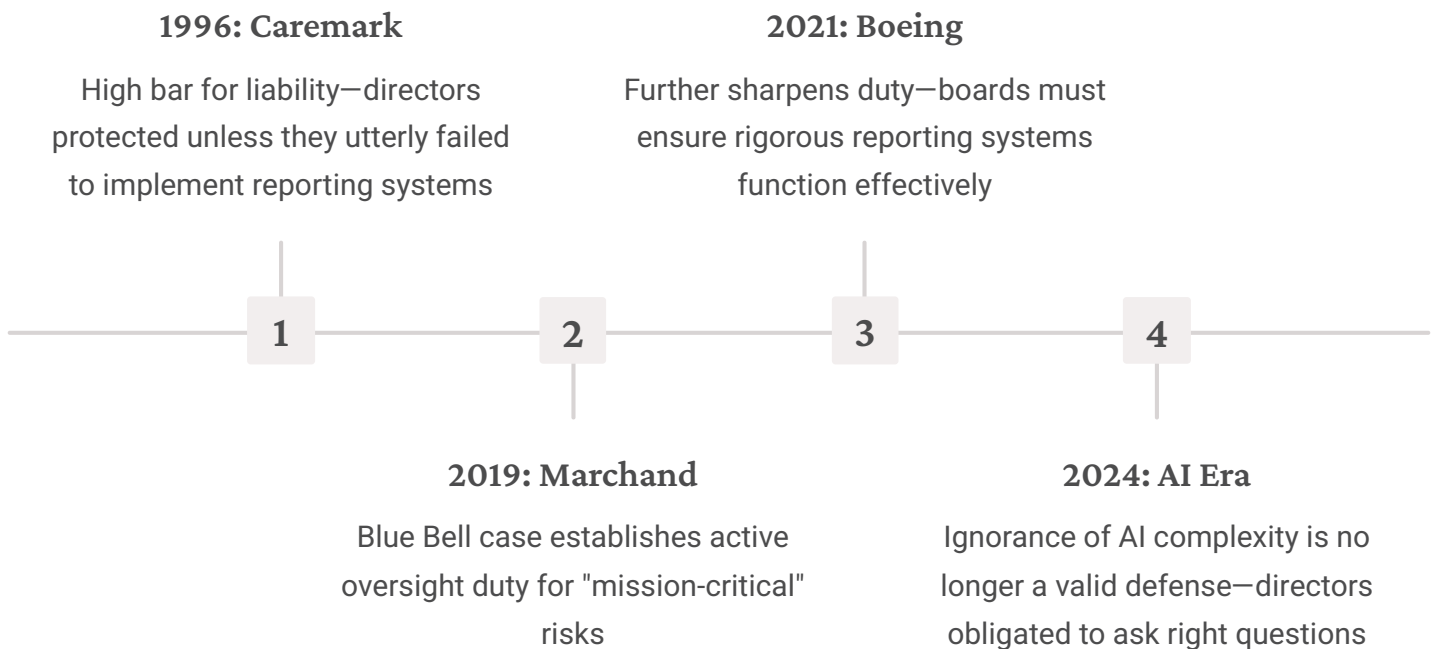 1996: Caremark
High bar for liability—directors
protected unless they utterly failed
to implement reporting systems
2021: Boeing
Further sharpens duty—boards must
ensure rigorous reporting systems
function effectively
1
2
3
4
2019: Marchand
Blue Bell case establishes active
oversight duty for "mission-critical"
risks
2024: AI Era
Ignorance of AI complexity is no
longer a valid defense—directors
obligated to ask right questions